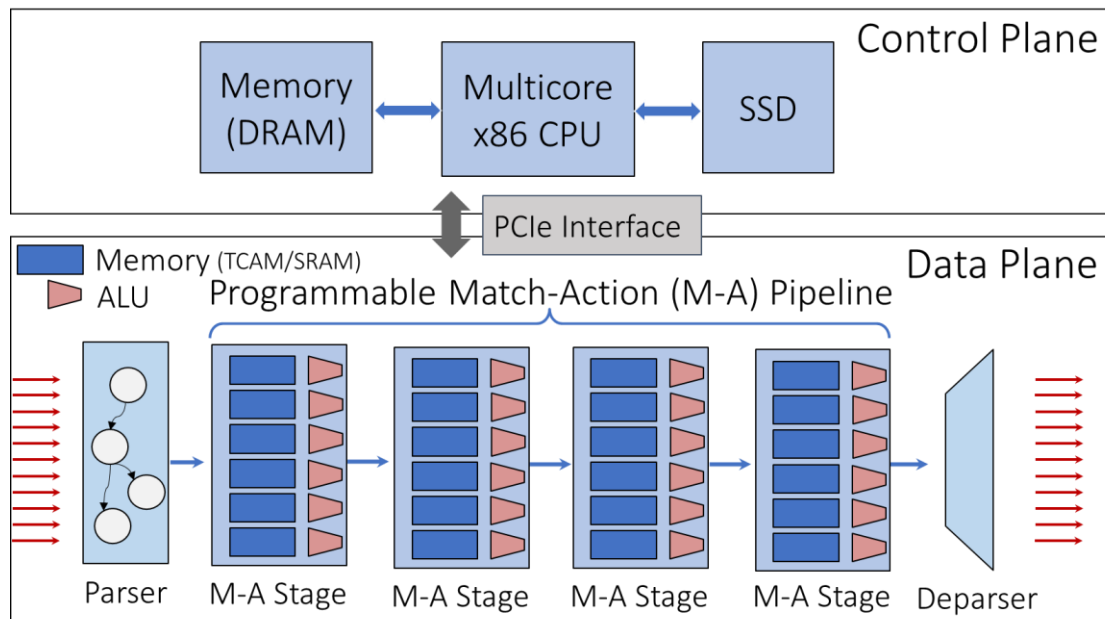 Control Plane
Memory
(DRAM)
Multicore
x86 CPU
SSD
PCIe Interface
Data Plane
Memory (TCAM/SRAM)
ALU
Programmable Match-Action (M-A) Pipeline
Parser
M-A Stage
M-A Stage
M-A Stage
M-A Stage
Deparser